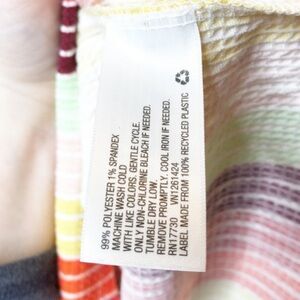 99% POLYESTER 1% SPANDEX
MACHINE WASH COLD
WITH LIKE COLORS. GENTLE CYCLE.
ONLY NON-CHLORINE BLEACH IF NEEDED.
TUMBLE DRY LOW.
REMOVE PROMPTLY. COOL IRON IF NEEDED.
RN17730 VN1261424
LABEL MADE FROM 100% RECYCLED PLASTIC